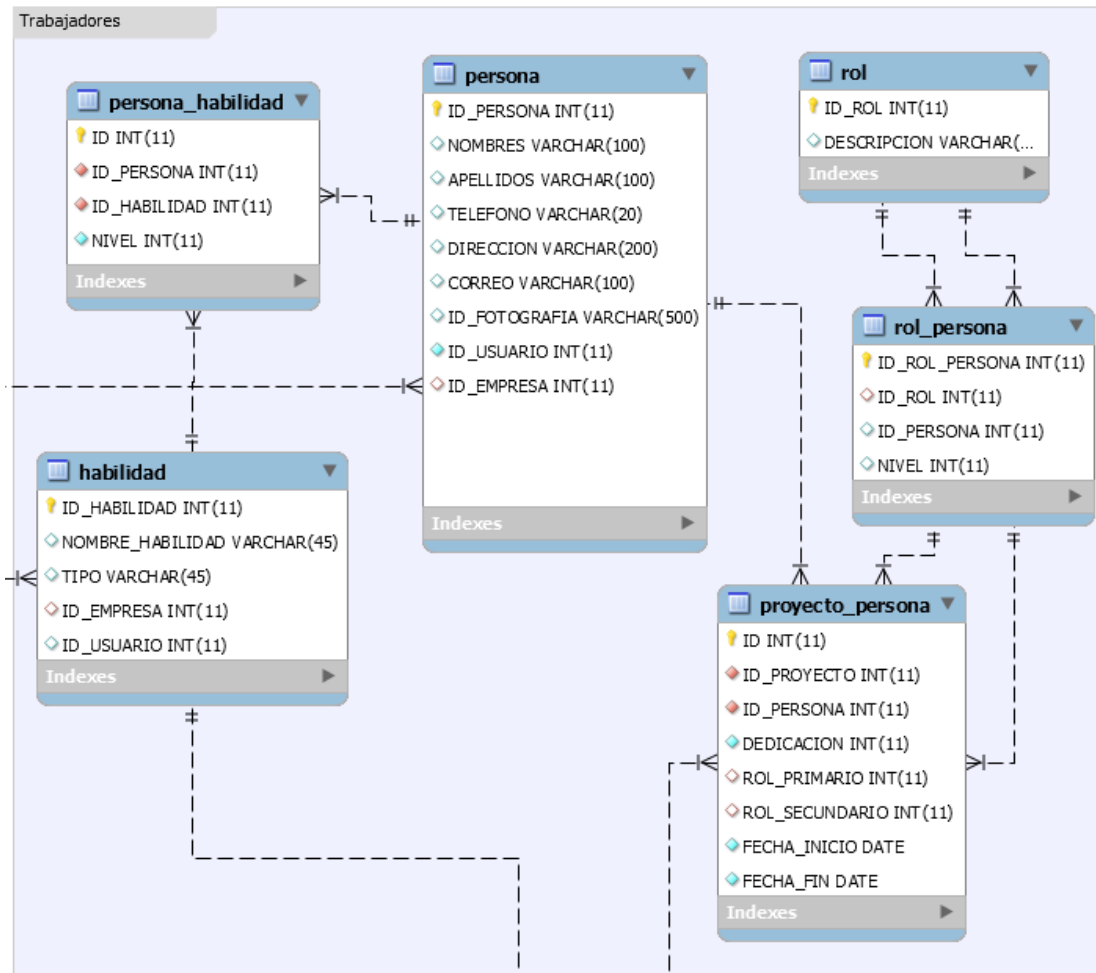 Trabajadores
persona_habilidad
ID INT(11)
ID_PERSONA INT(11)
ID_HABILIDAD INT(11)
NIVEL INT(11)
Indexes
persona
ID_PERSONA INT(11)
NOMBRES VARCHAR(100)
APELLIDOS VARCHAR(100)
TELEFONO VARCHAR(20)
DIRECCION VARCHAR(200)
CORREO VARCHAR(100)
ID_FOTOGRAFIA VARCHAR(500)
ID_USUARIO INT(11)
ID_EMPRESA INT(11)
Indexes
rol
ID_ROL INT(11)
DESCRIPCION VARCHAR(...
Indexes
rol_persona
ID_ROL_PERSONA INT(11)
ID_ROL INT(11)
ID_PERSONA INT(11)
NIVEL INT(11)
Indexes
habilidad
ID_HABILIDAD INT(11)
NOMBRE_HABILIDAD VARCHAR(45)
TIPO VARCHAR(45)
ID_EMPRESA INT(11)
ID_USUARIO INT(11)
Indexes
proyecto_persona
ID INT(11)
ID_PROYECTO INT(11)
ID_PERSONA INT(11)
DEDICACION INT(11)
ROL_PRIMARIO INT(11)
ROL_SECUNDARIO INT(11)
FECHA_INICIO DATE
FECHA_FIN DATE
Indexes